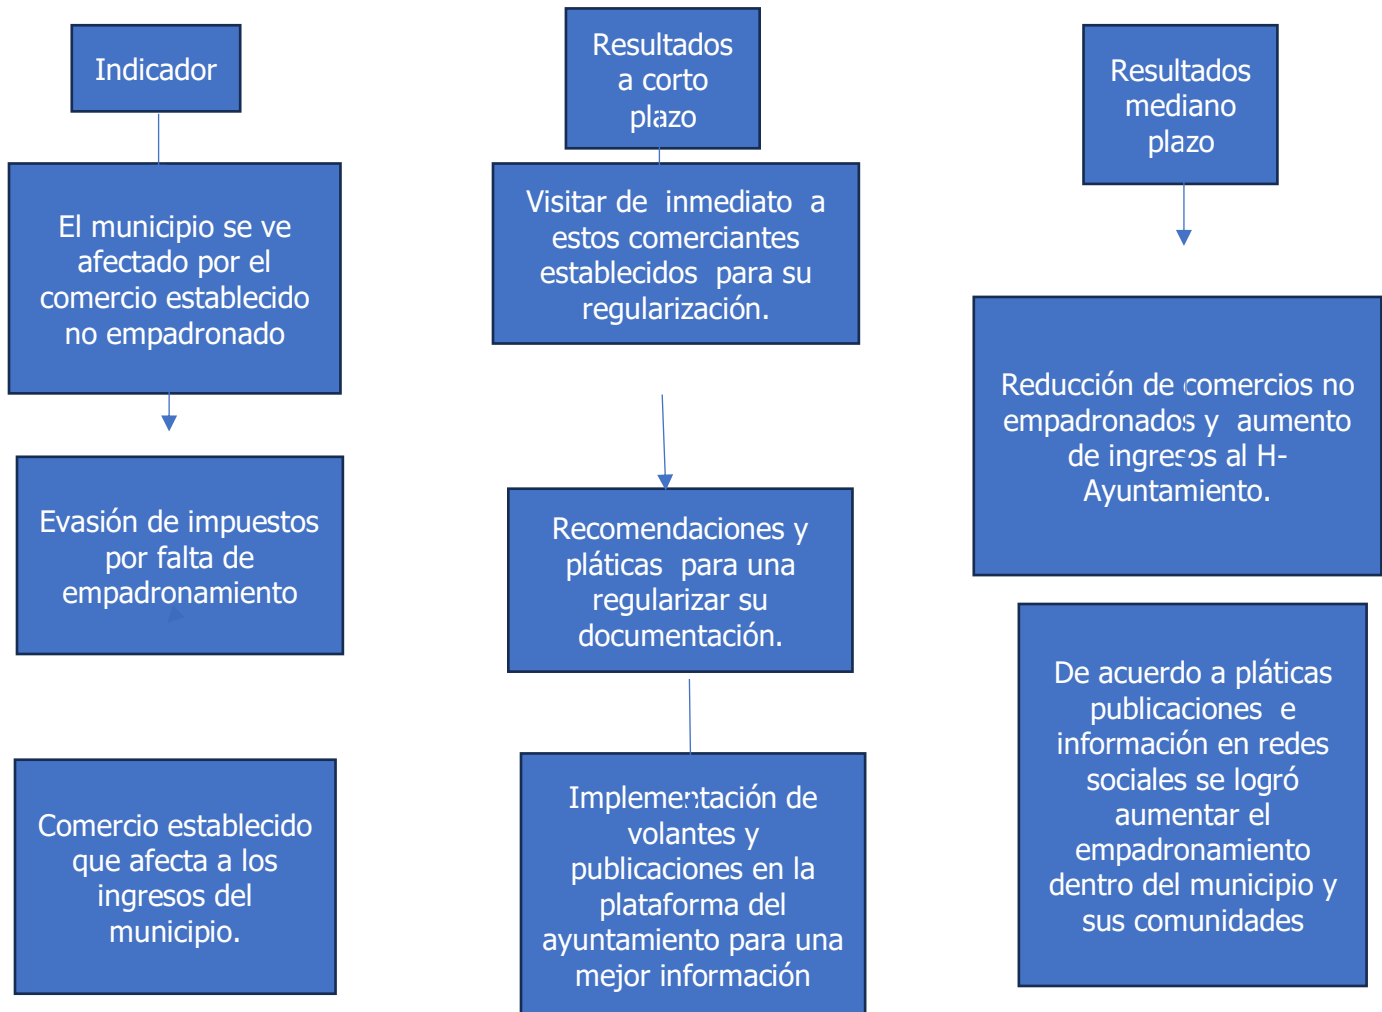 Indicador
El municipio se ve
afectado por el
comercio establecido
no empadronado
Evasión de impuestos
por falta de
empadronamiento
Comercio establecido
que afecta a los
ingresos del
municipio.
Resultados
a corto
plazo
Visitar de  inmediato  a
estos comerciantes
establecidos  para su
regularización.
Recomendaciones y
pláticas  para una
regularizar su
documentación.
Implementación de
volantes y
publicaciones en la
plataforma del
ayuntamiento para una
mejor información
Resultados
mediano
plazo
Reducción de comercios no
empadronados y  aumento
de ingresos al H-
Ayuntamiento.
De acuerdo a pláticas
publicaciones  e
información en redes
sociales se logró
aumentar el
empadronamiento
dentro del municipio y
sus comunidades